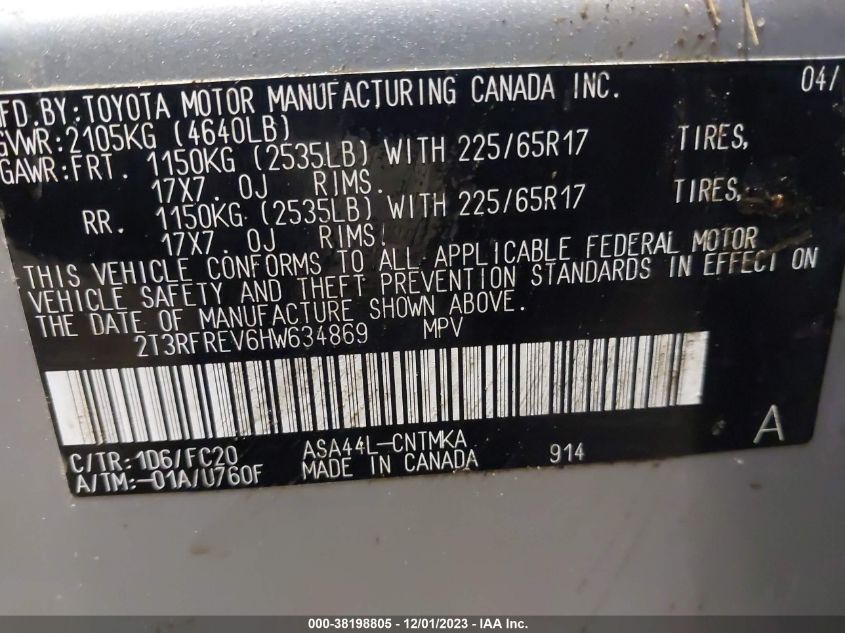 MFD.BY:TOYOTA MOTOR MANUFACTURING CANADA INC. 04/
GVWR:2105KG (4640LB)
GAWR:FRT. 1150KG (2535LB) WITH 225/65R17 TIRES,
17X7.0J RIMS.
RR. 1150KG (2535LB) WITH 225/65R17 TIRES,
17X7.0J RIMS.
THIS VEHICLE CONFORMS TO ALL APPLICABLE FEDERAL MOTOR
VEHICLE SAFETY AND THEFT PREVENTION STANDARDS IN EFFECT ON
THE DATE OF MANUFACTURE SHOWN ABOVE.
2T3RFREV6HW634869 MPV
A
C/TR:1D6/FC20 ASA44L-CNTMKA
A/TM:-01A/U760F MADE IN CANADA 914
000-38198805 - 12/01/2023 - IAA Inc.